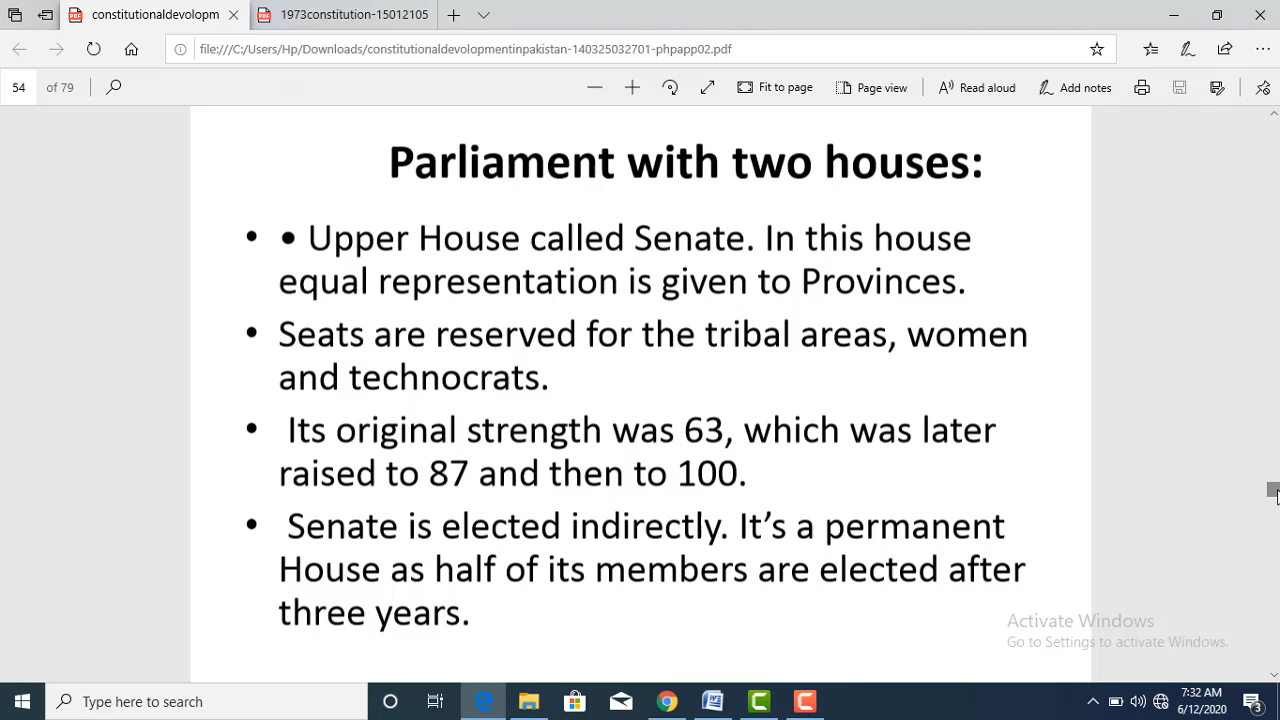 constitutionaldevolopm
1973constitution-15012105
file:///C:/Users/Hp/Downloads/constitutionaldevolopmentinpakistan-140325032701-phpapp02.pdf
54 of 79
Fit to page
Page view
Read aloud
Add notes
Parliament with two houses:
• • Upper House called Senate. In this house
equal representation is given to Provinces.
• Seats are reserved for the tribal areas, women
and technocrats.
• Its original strength was 63, which was later
raised to 87 and then to 100.
• Senate is elected indirectly. It’s a permanent
House as half of its members are elected after
three years.
Activate Windows
Go to Settings to activate Windows.
Type here to search
7:32 AM
6/12/2020
3